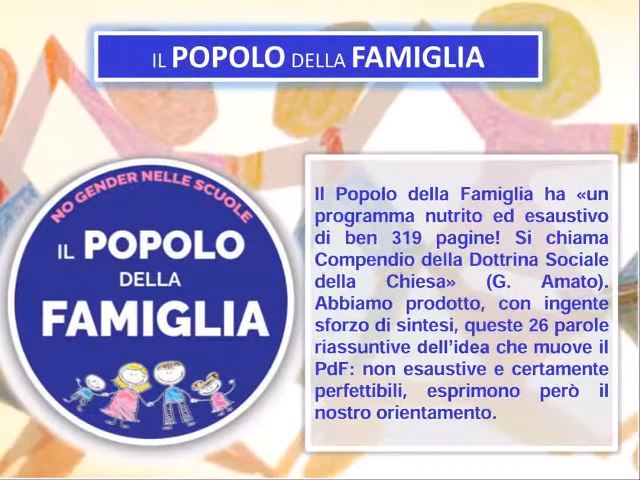 IL POPOLO DELLA FAMIGLIA
NO GENDER NELLE SCUOLE
IL POPOLO
DELLA
FAMIGLIA
Il Popolo della Famiglia ha «un
programma nutrito ed esaustivo
di ben 319 pagine! Si chiama
Compendio della Dottrina Sociale
della Chiesa» (G. Amato).
Abbiamo prodotto, con ingente
sforzo di sintesi, queste 26 parole
riassuntive dell'idea che muove il
PdF: non esaustive e certamente
perfettibili, esprimono però il
nostro orientamento.